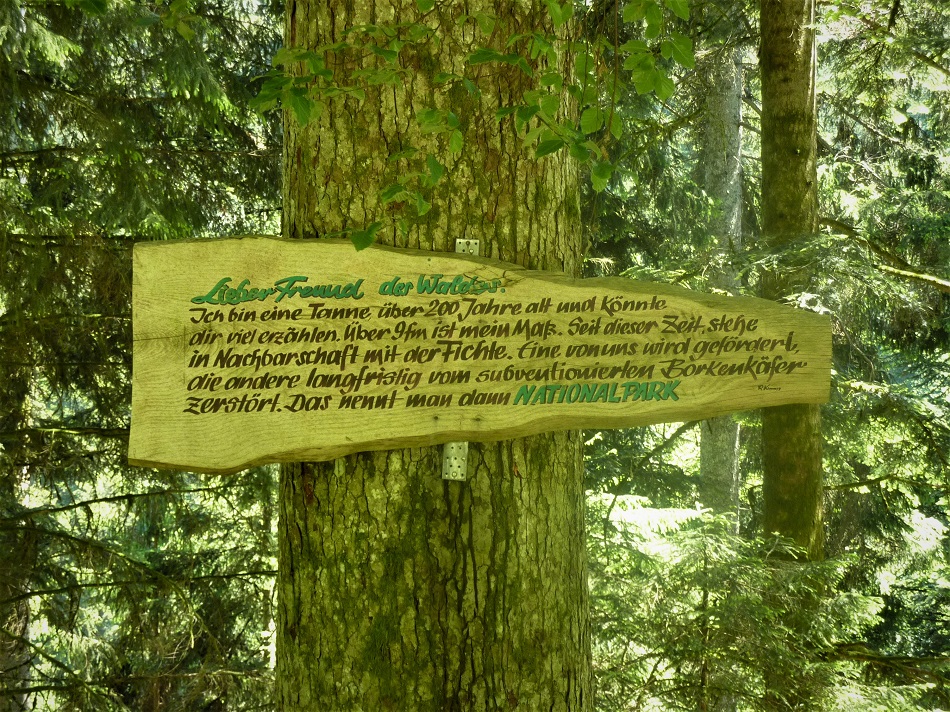 Lieber Freund des Waldes.
Ich bin eine Tanne, über 200 Jahre alt und könnte
dir viel erzählen. Über 9fm ist mein Maß. Seit dieser Zeit, stehe
in Nachbarschaft mit der Fichte. Eine von uns wird gefördert,
die andere langfristig vom subventionierten Borkenkäfer
zerstört. Das nennt man dann NATIONALPARK